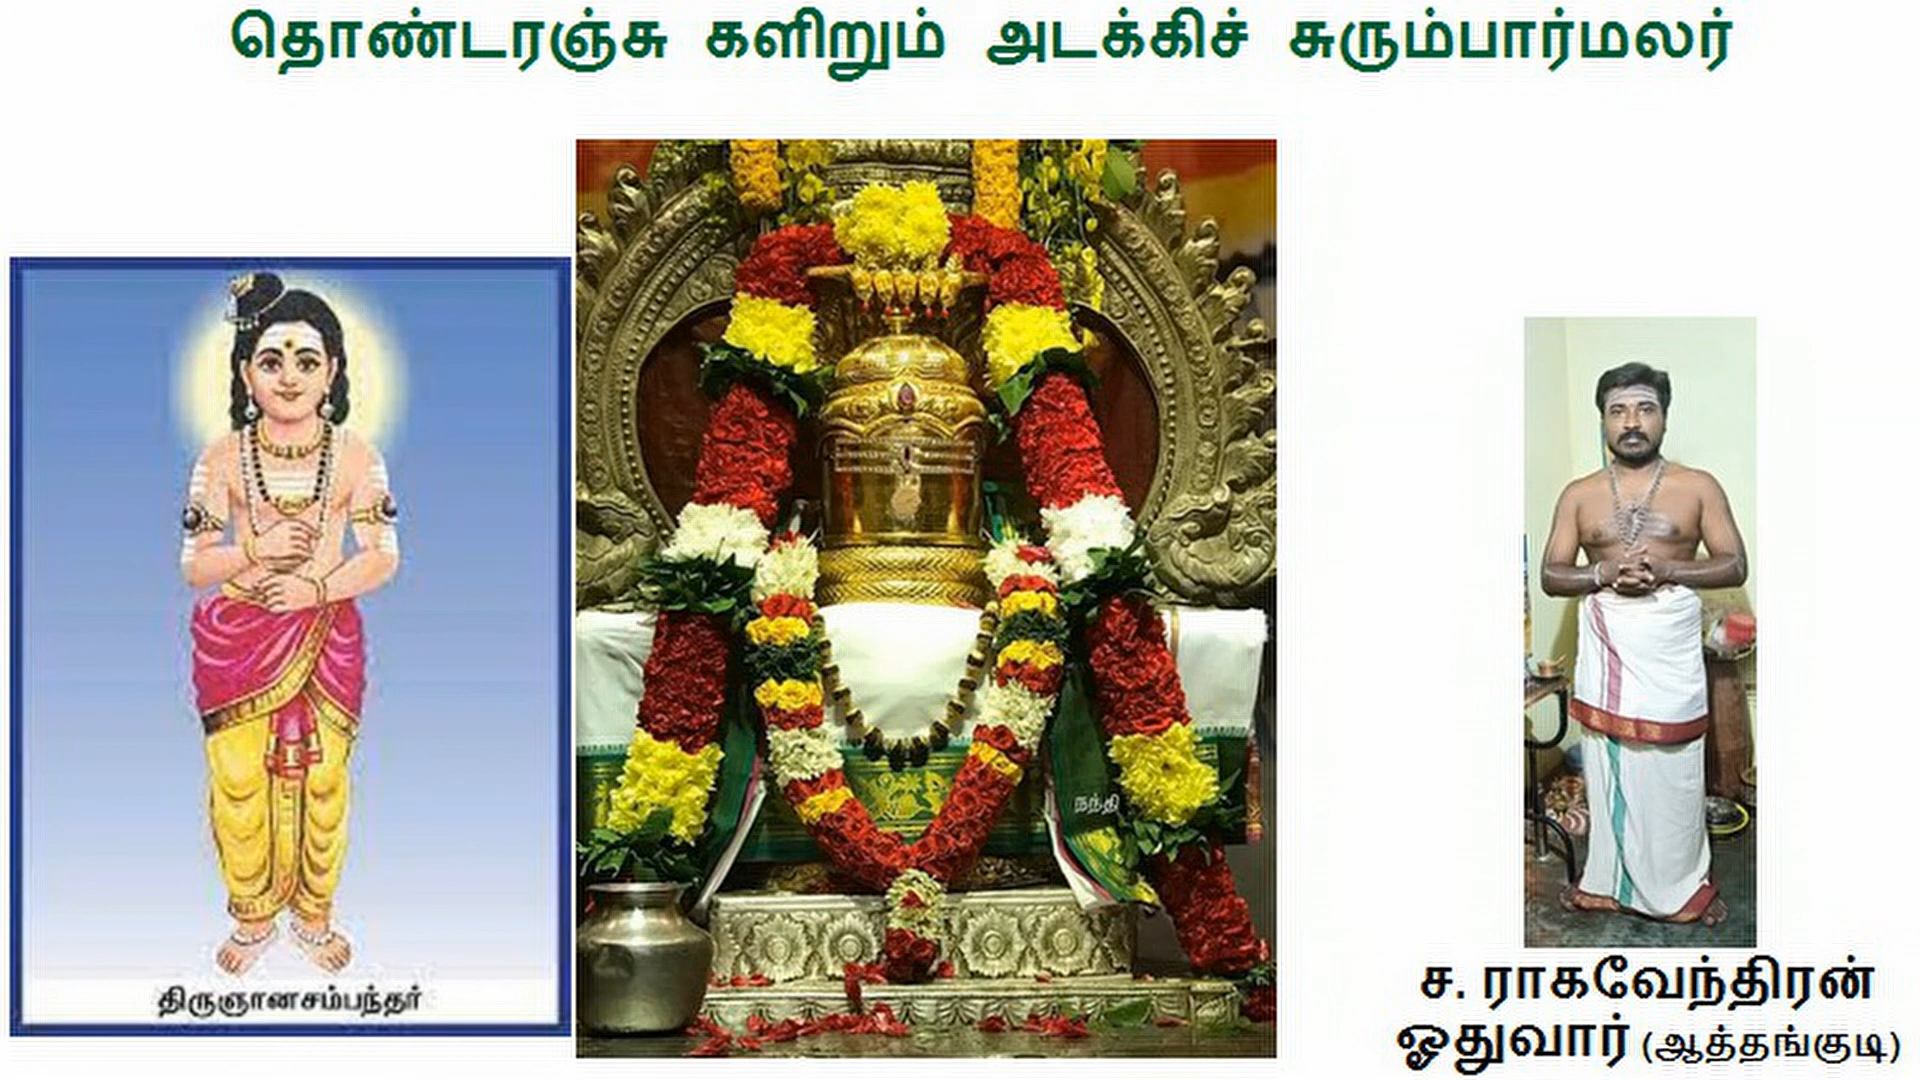 தொண்டரஞ்சு களிறும் அடக்கிச் சுரும்பார்மலர்
திருஞானசம்பந்தர்
நந்தி
ச. ராகவேந்திரன்
ஓதுவார் (ஆத்தங்குடி)